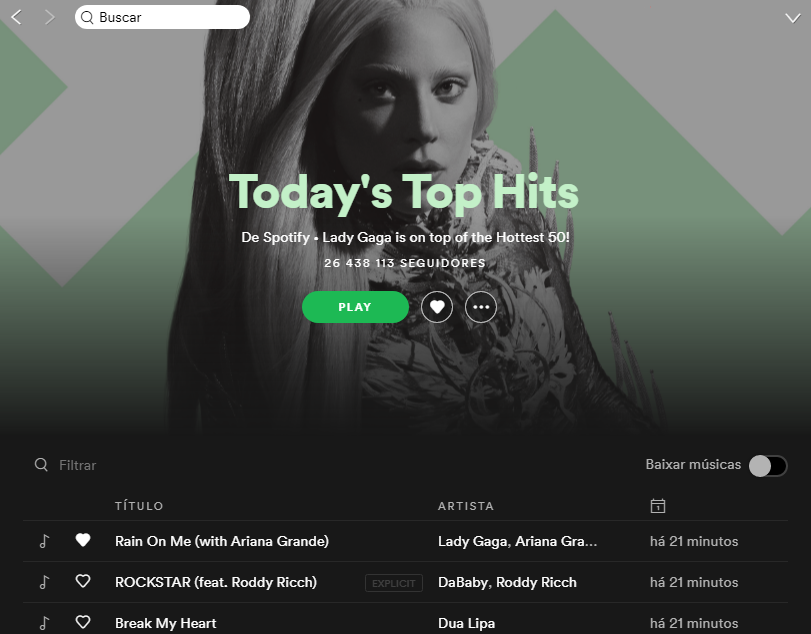 Buscar
Today's Top Hits
De Spotify • Lady Gaga is on top of the Hottest 50!
26 438 113 SEGUIDORES
PLAY
Filtrar
Baixar músicas
TÍTULO ARTISTA
Rain On Me (with Ariana Grande) Lady Gaga, Ariana Gra... há 21 minutos
ROCKSTAR (feat. Roddy Ricch) EXPLICIT DaBaby, Roddy Ricch há 21 minutos
Break My Heart Dua Lipa há 21 minutos